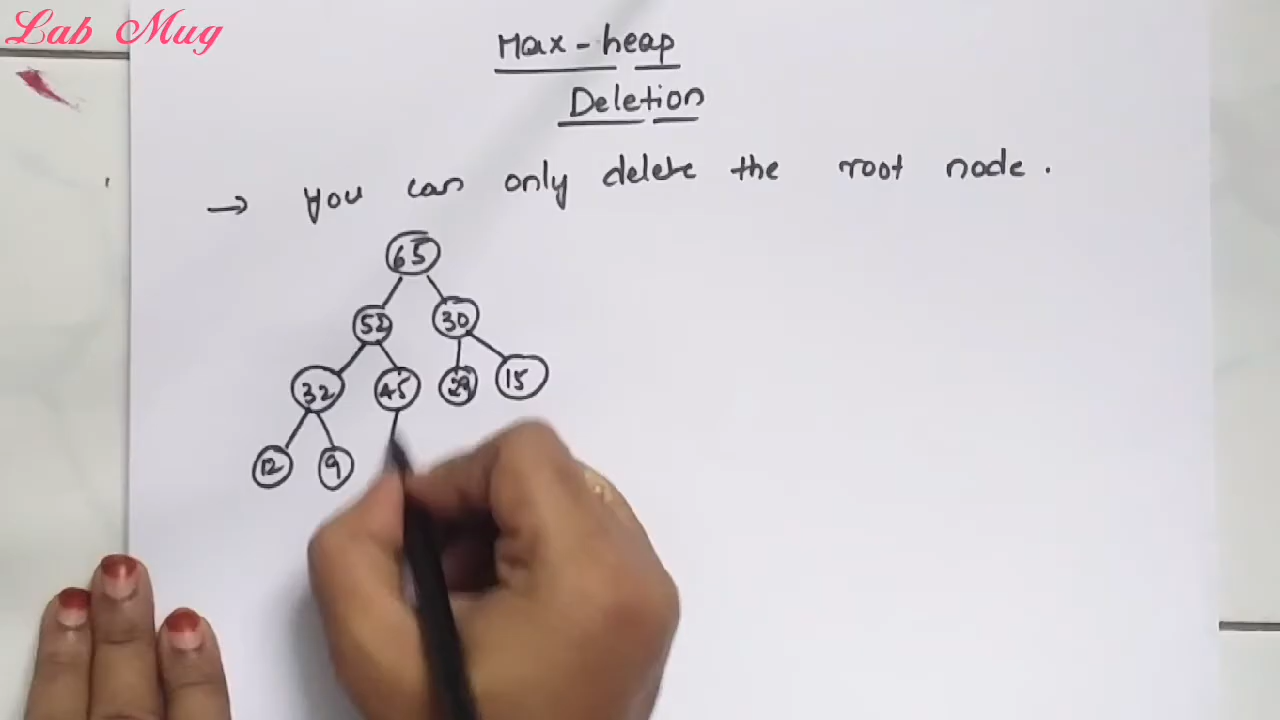 Lab Mug
Max-heap
Deletion
→ you can only delete the root node.
65
52 30
32 45 29 15
12 9